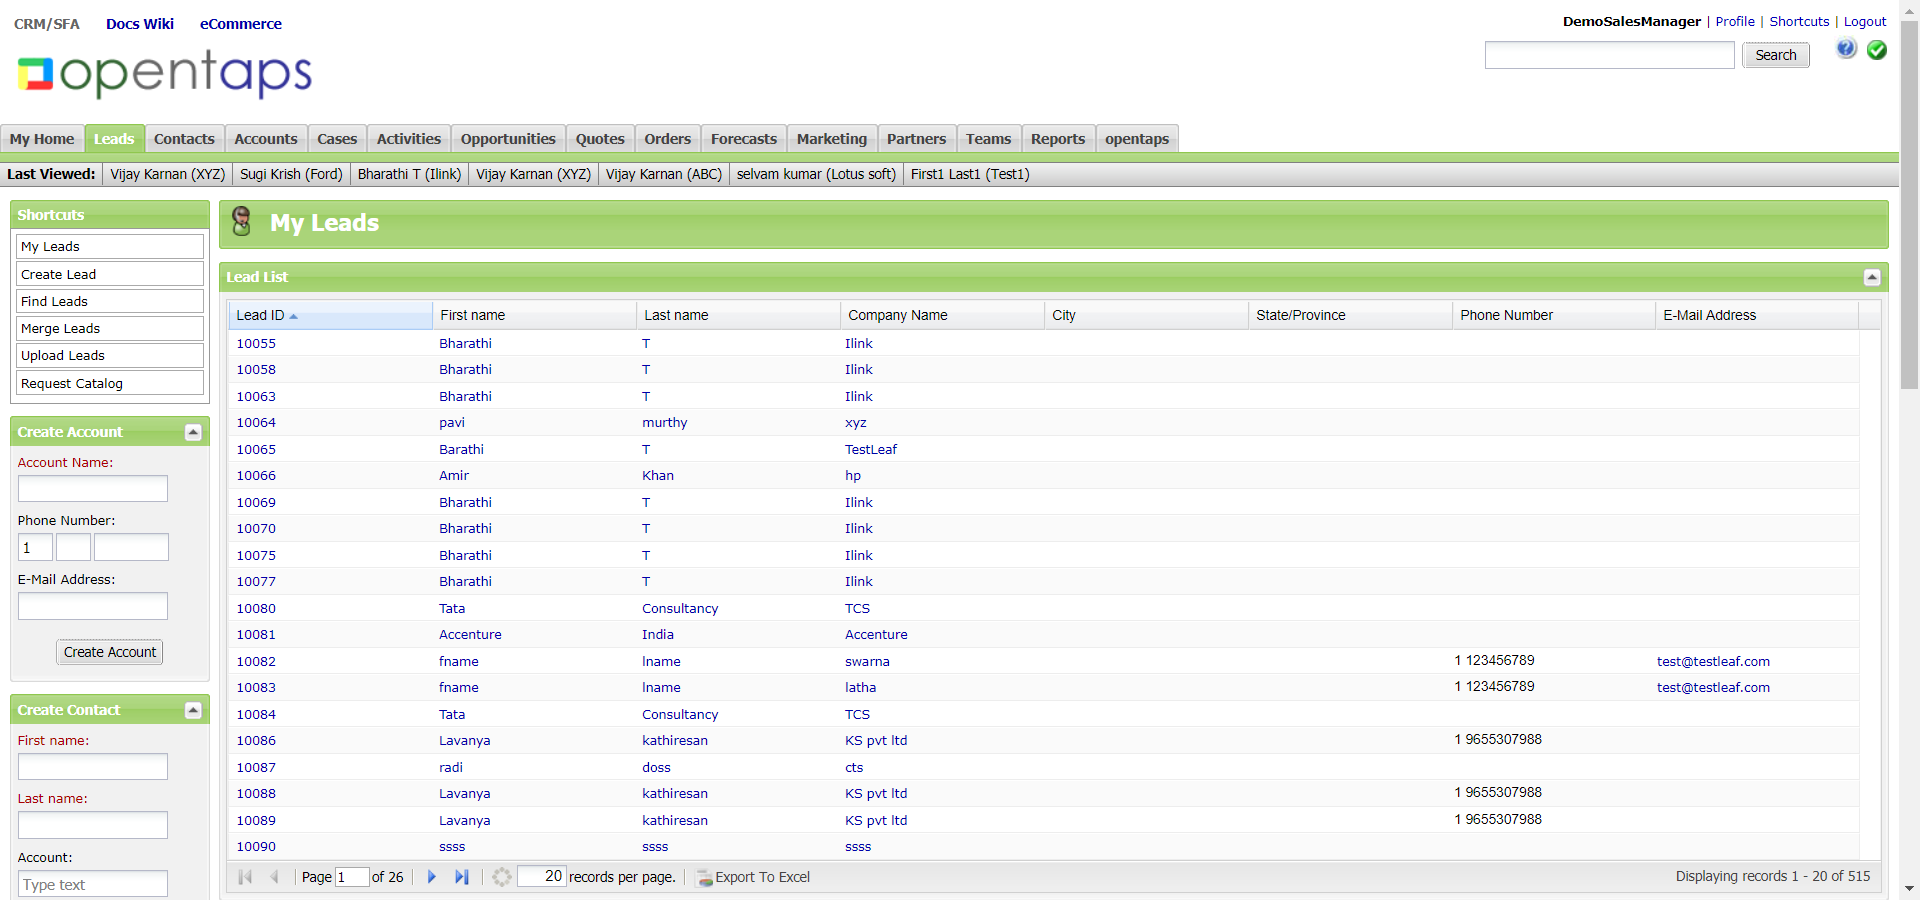 CRM/SFA Docs Wiki eCommerce
DemoSalesManager | Profile | Shortcuts | Logout
opentaps
Search
My Home Leads Contacts Accounts Cases Activities Opportunities Quotes Orders Forecasts Marketing Partners Teams Reports opentaps
Last Viewed: Vijay Karnan (XYZ) Sugi Krish (Ford) Bharathi T (Ilink) Vijay Karnan (XYZ) Vijay Karnan (ABC) selvam kumar (Lotus soft) First1 Last1 (Test1)
Shortcuts
My Leads
Create Lead
Find Leads
Merge Leads
Upload Leads
Request Catalog
Create Account
Account Name:
Phone Number:
1
E-Mail Address:
Create Account
Create Contact
First name:
Last name:
Account:
Type text
My Leads
Lead List
Lead ID First name Last name Company Name City State/Province Phone Number E-Mail Address
10055 Bharathi T Ilink
10058 Bharathi T Ilink
10063 Bharathi T Ilink
10064 pavi murthy xyz
10065 Barathi T TestLeaf
10066 Amir Khan hp
10069 Bharathi T Ilink
10070 Bharathi T Ilink
10075 Bharathi T Ilink
10077 Bharathi T Ilink
10080 Tata Consultancy TCS
10081 Accenture India Accenture
10082 fname lname swarna 1 123456789 test@testleaf.com
10083 fname lname latha 1 123456789 test@testleaf.com
10084 Tata Consultancy TCS
10086 Lavanya kathiresan KS pvt ltd 1 9655307988
10087 radi doss cts
10088 Lavanya kathiresan KS pvt ltd 1 9655307988
10089 Lavanya kathiresan KS pvt ltd 1 9655307988
10090 ssss ssss ssss
Page 1 of 26 20 records per page. Export To Excel Displaying records 1 - 20 of 515